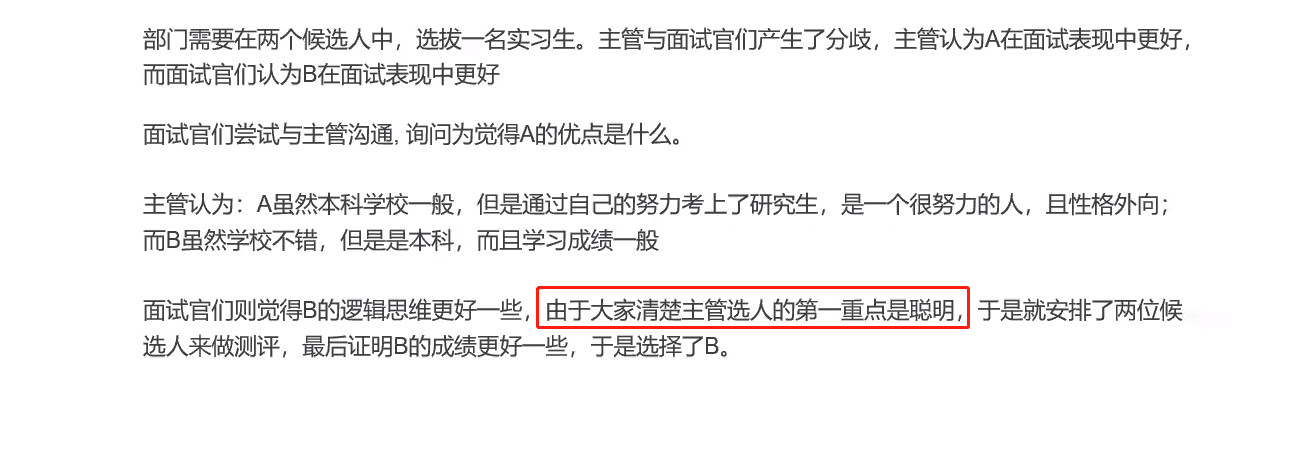 部门需要在两个候选人中，选拔一名实习生。主管与面试官们产生了分歧，主管认为A在面试表现中更好，
而面试官们认为B在面试表现中更好
面试官们尝试与主管沟通, 询问为觉得A的优点是什么。
主管认为：A虽然本科学校一般，但是通过自己的努力考上了研究生，是一个很努力的人，且性格外向；
而B虽然学校不错，但是是本科，而且学习成绩一般
面试官们则觉得B的逻辑思维更好一些，由于大家清楚主管选人的第一重点是聪明，于是就安排了两位候
选人来做测评，最后证明B的成绩更好一些，于是选择了B。